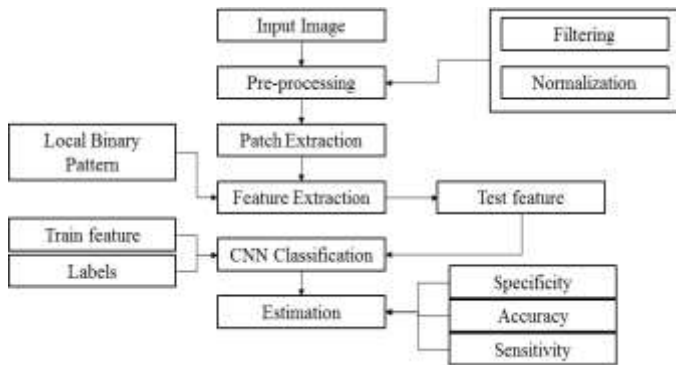 Input Image
Filtering
Pre-processing
Normalization
Local Binary
Pattern
Patch Extraction
Feature Extraction
Test feature
Train feature
Labels
CNN Classification
Specificity
Estimation
Accuracy
Sensitivity